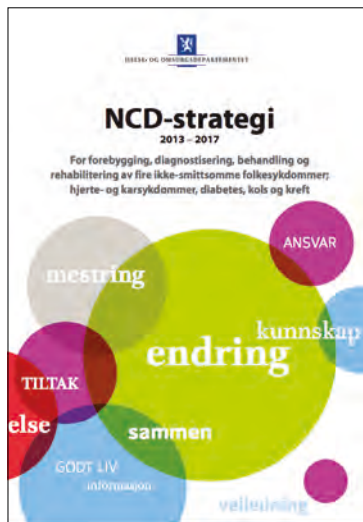 HELSE- OG OMSORGSDEPARTEMENTET
NCD-strategi
2013 – 2017
For forebygging, diagnostisering, behandling og
rehabilitering av fire ikke-smittsomme folkesykdommer;
hjerte- og karsykdommer, diabetes, kols og kreft
ANSVAR
mestring
kunnskap
endring
TILTAK
else
sammen
GODT LIV
informasjon
veiledning